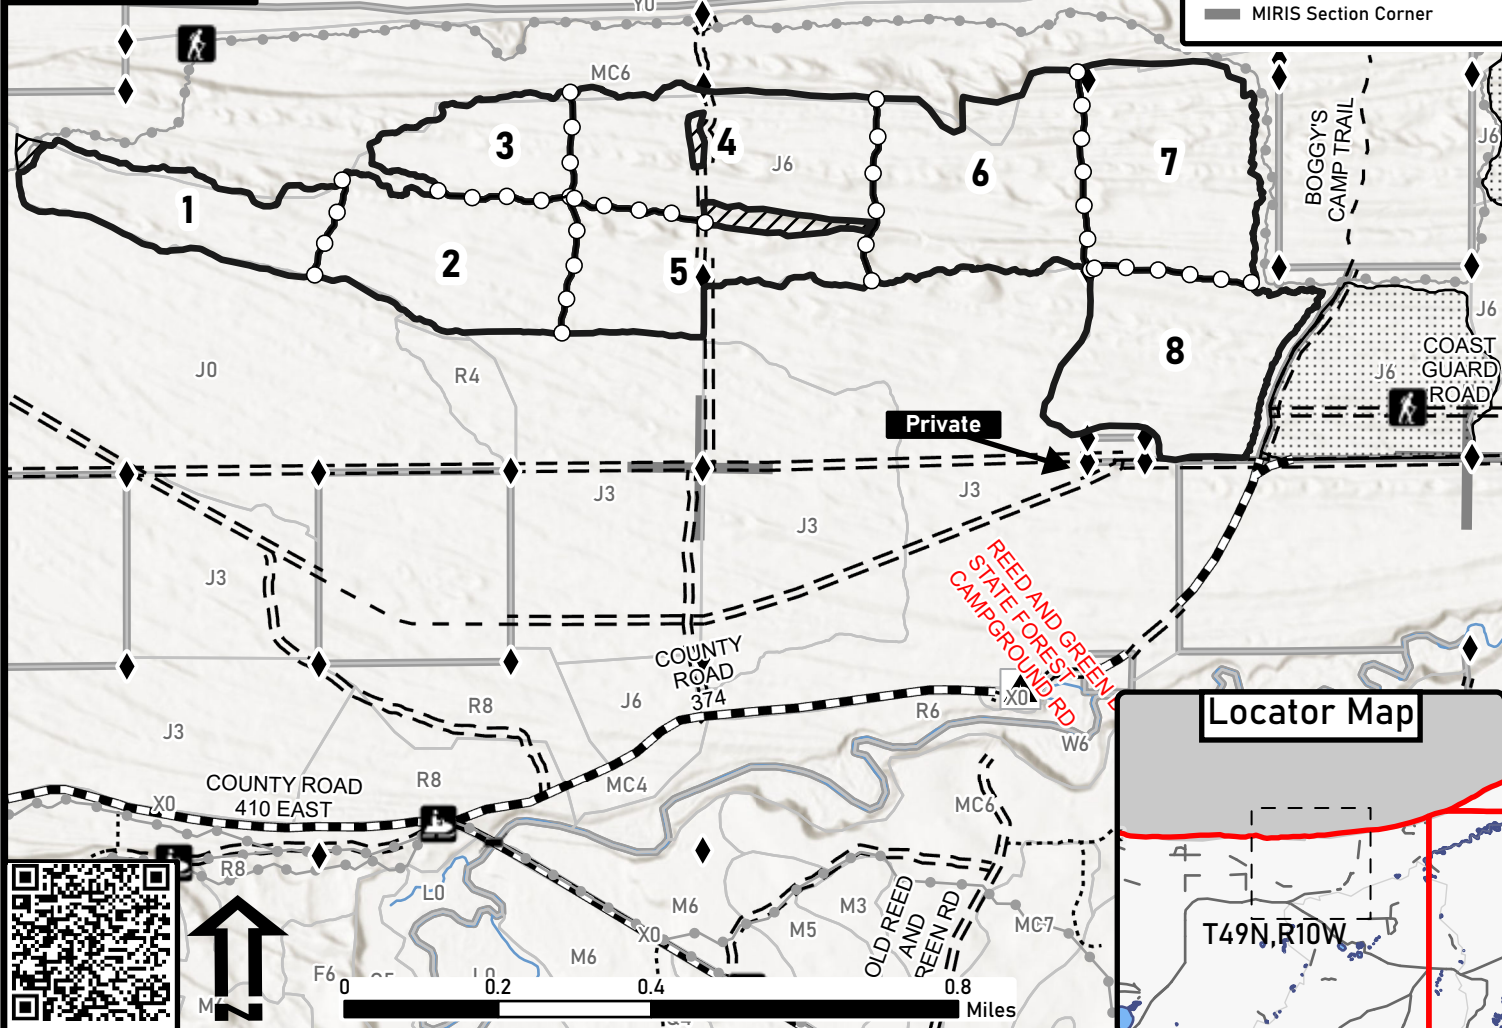 Y0
MIRIS Section Corner
MC6
3
4
J6
6
7
BOGGY'S
CAMP TRAIL
J6
1
2
5
J6
8
COAST
GUARD
ROAD
J6
J0
R4
Private
J3
J3
J3
J3
REED AND GREEN
STATE FOREST
CAMPGROUND RD
COUNTY
ROAD
374
J6
R8
X0
R6
W6
J3
Locator Map
T49N,R10W
COUNTY ROAD
410 EAST
X0
R8
MC4
MC6
R8
L0
M6
M3
M5
OLD REED
AND
REEN RD
MC7
X0
M6
F6
L0
N
0
0.2
0.4
0.8
Miles